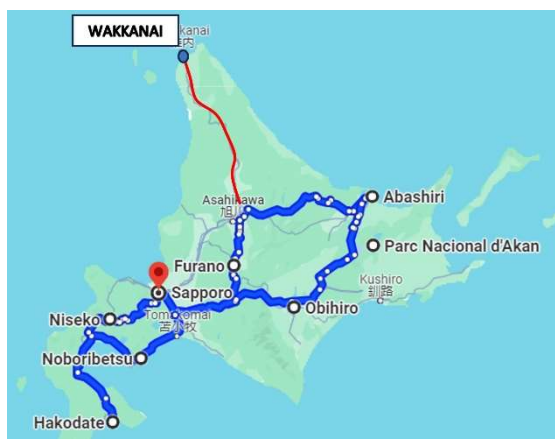 WAKKANAI
kanai
稚内
Asahikawa
旭川
Abashiri
Parc Nacional d'Akan
Furano
Kushiro
釧路
Sapporo
Obihiro
Niseko
Tomakomai
苫小牧
Noboribetsu
Hakodate